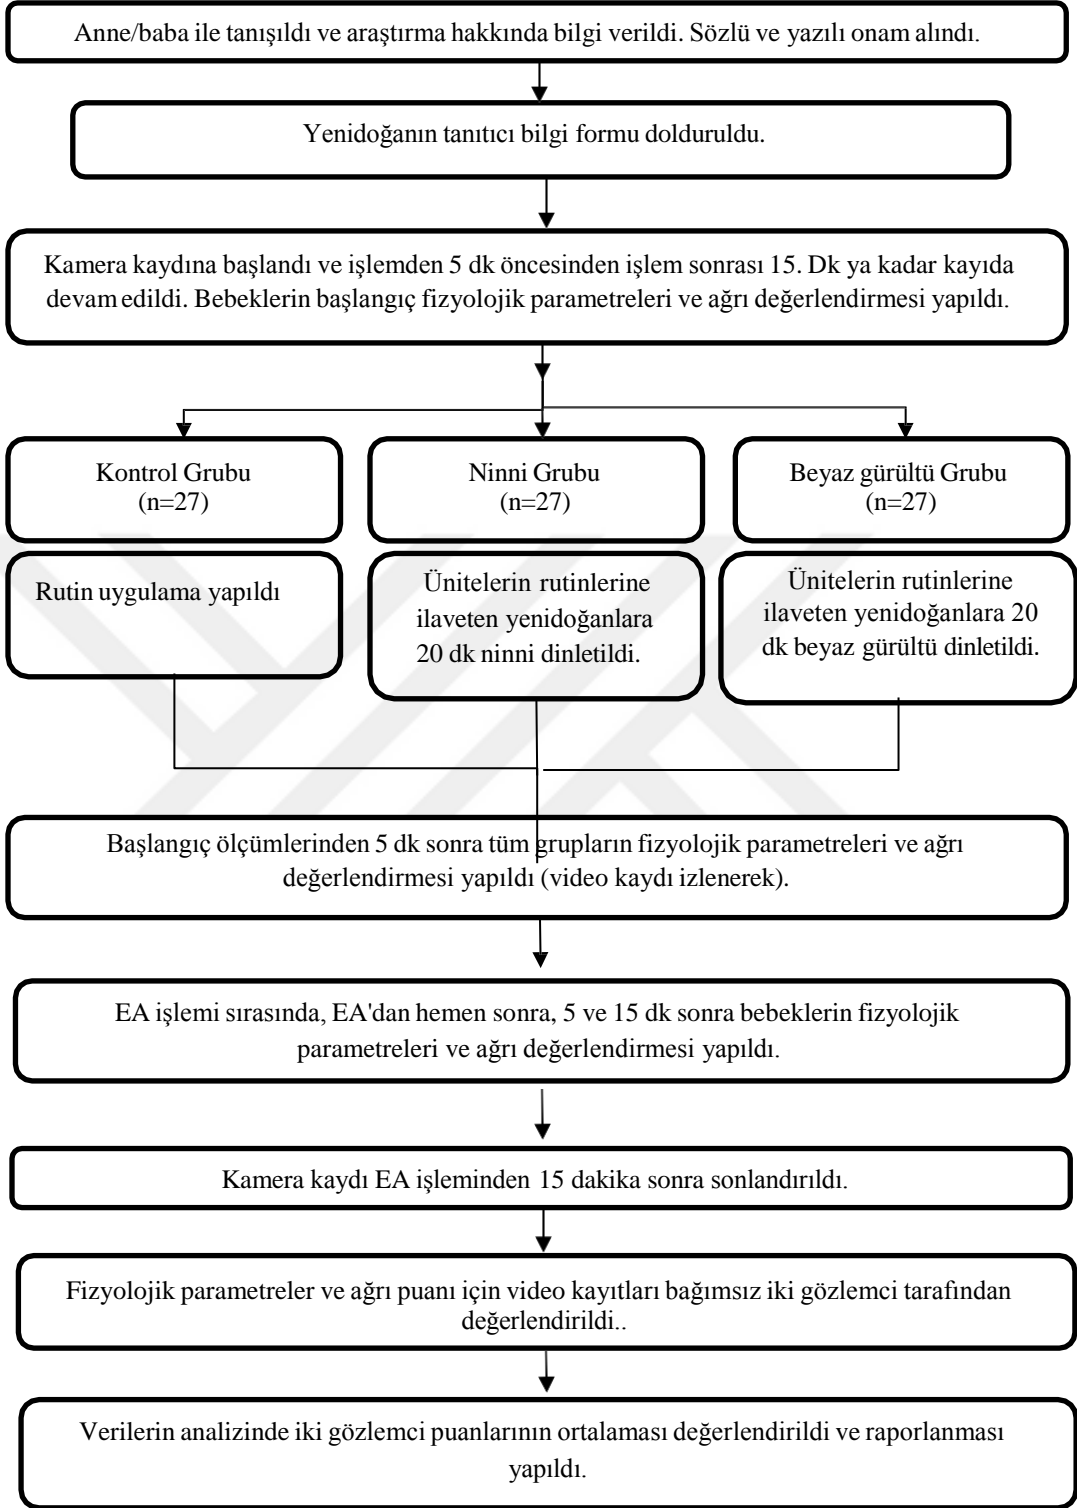 Anne/baba ile tanışıldı ve araştırma hakkında bilgi verildi. Sözlü ve yazılı onam alındı.
Yenidoğanın tanıtıcı bilgi formu dolduruldu.
Kamera kaydına başlandı ve işlemden 5 dk öncesinden işlem sonrası 15. Dk ya kadar kayıda
devam edildi. Bebeklerin başlangıç fizyolojik parametreleri ve ağrı değerlendirmesi yapıldı.
Kontrol Grubu
(n=27)
Ninni Grubu
(n=27)
Beyaz gürültü Grubu
(n=27)
Rutin uygulama yapıldı
Ünitelerin rutinlerine
ilaveten yenidoğanlara
20 dk ninni dinletildi.
Ünitelerin rutinlerine
ilaveten yenidoğanlara 20
dk beyaz gürültü dinletildi.
Başlangıç ölçümlerinden 5 dk sonra tüm grupların fizyolojik parametreleri ve ağrı
değerlendirmesi yapıldı (video kaydı izlenerek).
EA işlemi sırasında, EA'dan hemen sonra, 5 ve 15 dk sonra bebeklerin fizyolojik
parametreleri ve ağrı değerlendirmesi yapıldı.
Kamera kaydı EA işleminden 15 dakika sonra sonlandırıldı.
Fizyolojik parametreler ve ağrı puanı için video kayıtları bağımsız iki gözlemci tarafından
değerlendirildi..
Verilerin analizinde iki gözlemci puanlarının ortalaması değerlendirildi ve raporlanması
yapıldı.